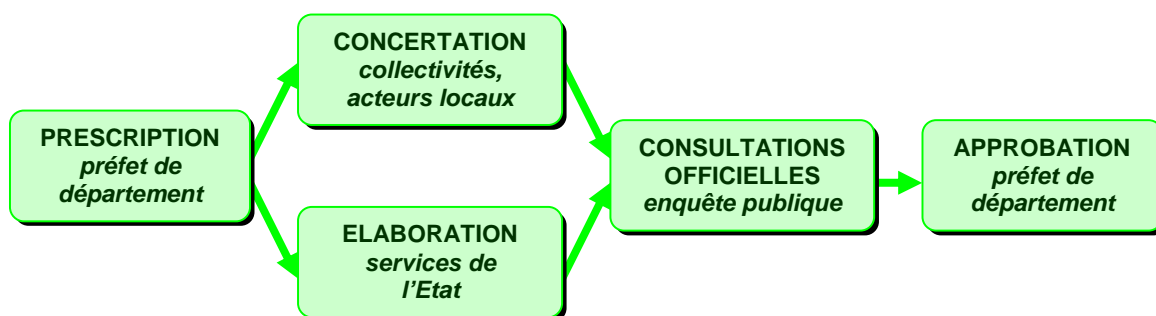 PRESCRIPTION
préfet de
département
CONCERTATION
collectivités,
acteurs locaux
ELABORATION
services de
l'Etat
CONSULTATIONS
OFFICIELLES
enquête publique
APPROBATION
préfet de
département